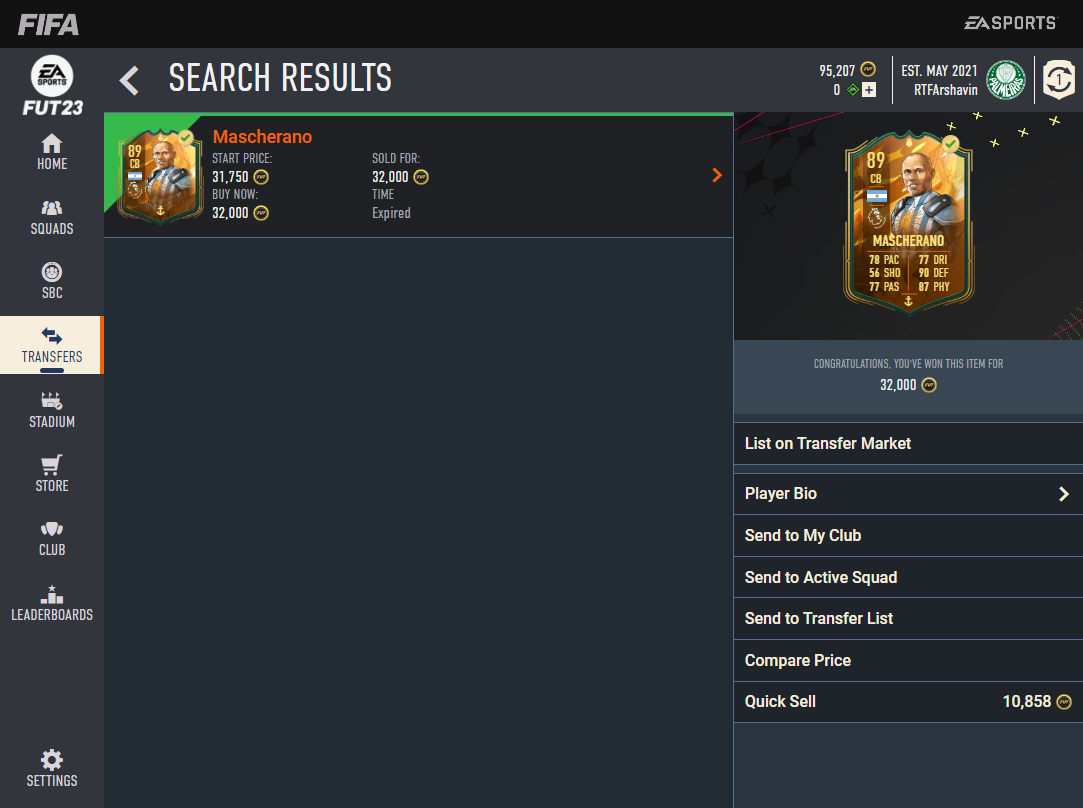 FIFA
EA SPORTS
EA SPORTS
FUT23
HOME
SQUADS
SBC
TRANSFERS
STADIUM
STORE
CLUB
LEADERBOARDS
SETTINGS
SEARCH RESULTS
95,207
0
EST. MAY 2021
RTFArshavin
PALMEIRAS
1
89
CB
Mascherano
START PRICE:
31,750
BUY NOW:
32,000
SOLD FOR:
32,000
TIME
Expired
89
CB
MASCHERANO
78 PAC 77 DRI
56 SHO 90 DEF
77 PAS 87 PHY
CONGRATULATIONS, YOU'VE WON THIS ITEM FOR
32,000
List on Transfer Market
Player Bio
Send to My Club
Send to Active Squad
Send to Transfer List
Compare Price
Quick Sell 10,858